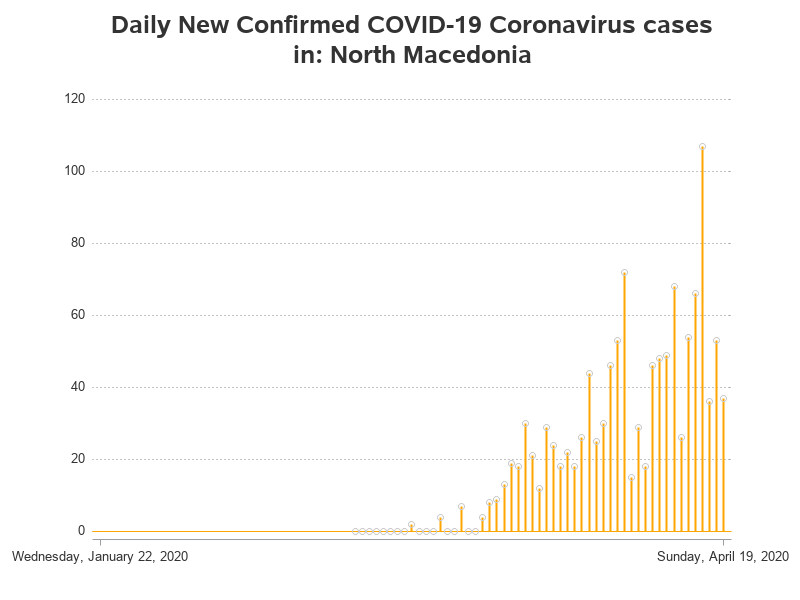 Daily New Confirmed COVID-19 Coronavirus cases
in: North Macedonia
120
100
80
60
40
20
0
Wednesday, January 22, 2020
Sunday, April 19, 2020